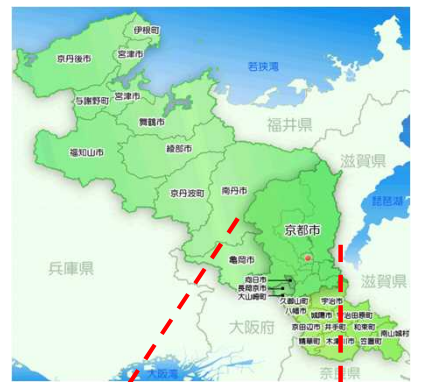 伊根町
京丹後市
宮津市
若狭湾
与謝野町
宮津市
舞鶴市
福井県
福知山市
綾部市
滋賀県
京丹波町
南丹市
琵琶湖
京都市
兵庫県
亀岡市
向日市
長岡京市
大山崎町
滋賀県
久御山町
宇治市
八幡市
城陽市
宇治田原町
大阪府
京田辺市
井手町
和束町
南山城村
精華町
木津川市
笠置町
大阪湾
奈良県